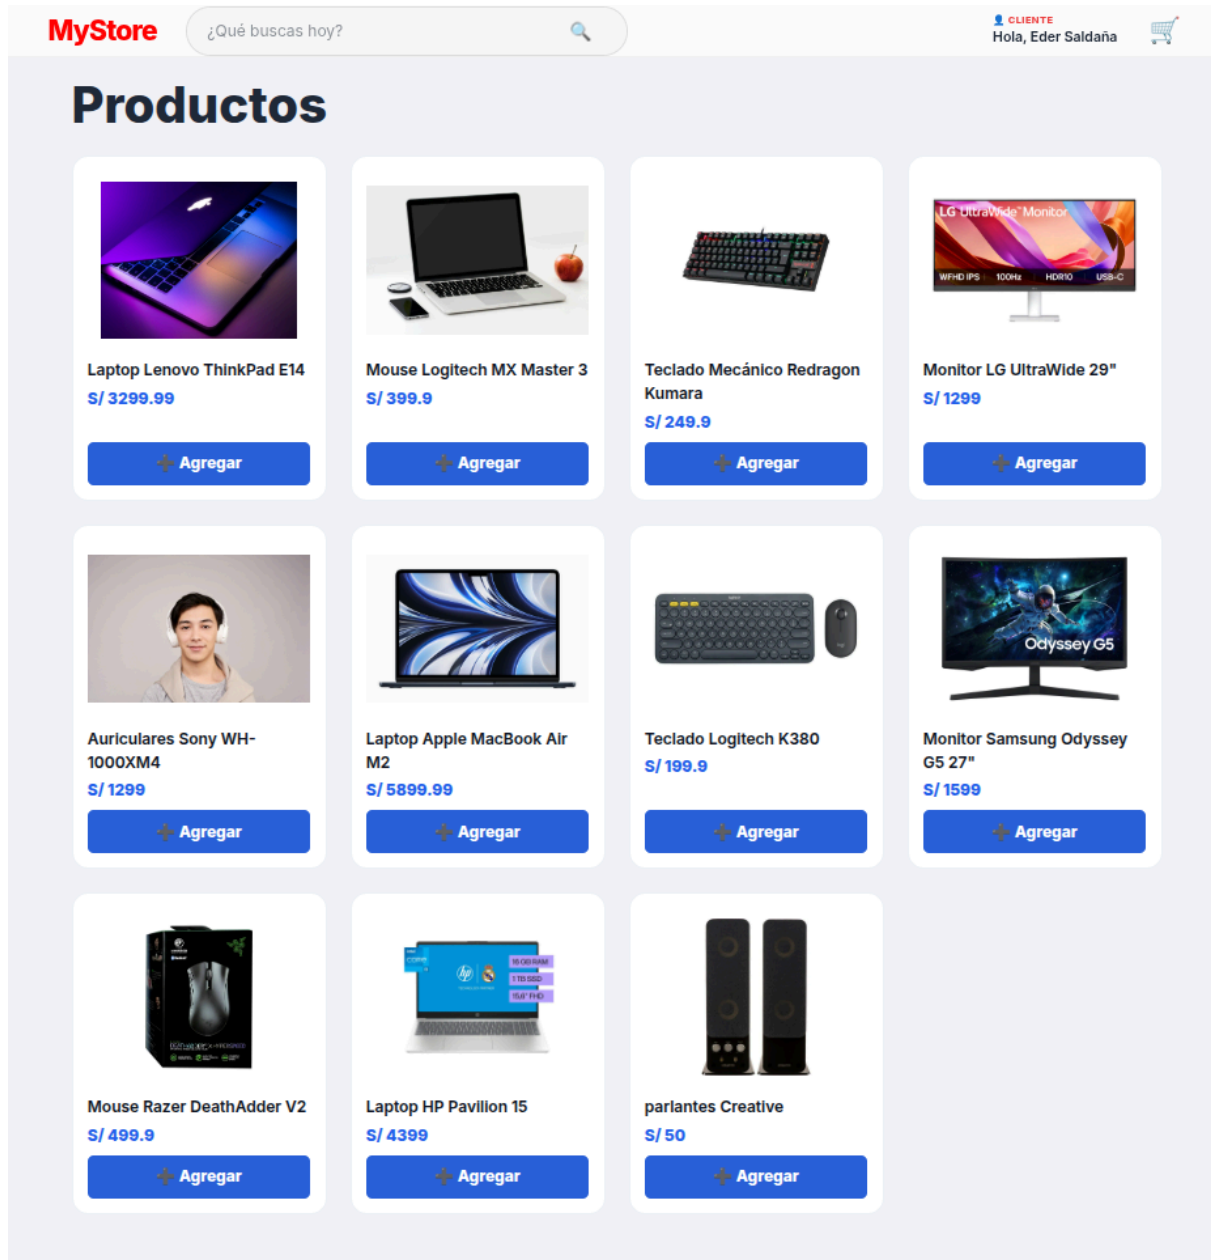 MyStore
¿Qué buscas hoy?
CLIENTE
Hola, Eder Saldaña
Productos
LG UltraWide™ Monitor
WFHD IPS 100Hz HDR10 USB-C
Laptop Lenovo ThinkPad E14
S/ 3299.99
Agregar
Mouse Logitech MX Master 3
S/ 399.9
Agregar
Teclado Mecánico Redragon
Kumara
S/ 249.9
Agregar
Monitor LG UltraWide 29"
S/ 1299
Agregar
Odyssey G5
Auriculares Sony WH-
1000XM4
S/ 1299
Agregar
Laptop Apple MacBook Air
M2
S/ 5899.99
Agregar
Teclado Logitech K380
S/ 199.9
Agregar
Monitor Samsung Odyssey
G5 27"
S/ 1599
Agregar
CORE
hp
16 GB RAM
1 TB SSD
15,6" FHD
Mouse Razer DeathAdder V2
S/ 499.9
Agregar
Laptop HP Pavilion 15
S/ 4399
Agregar
parlantes Creative
S/ 50
Agregar